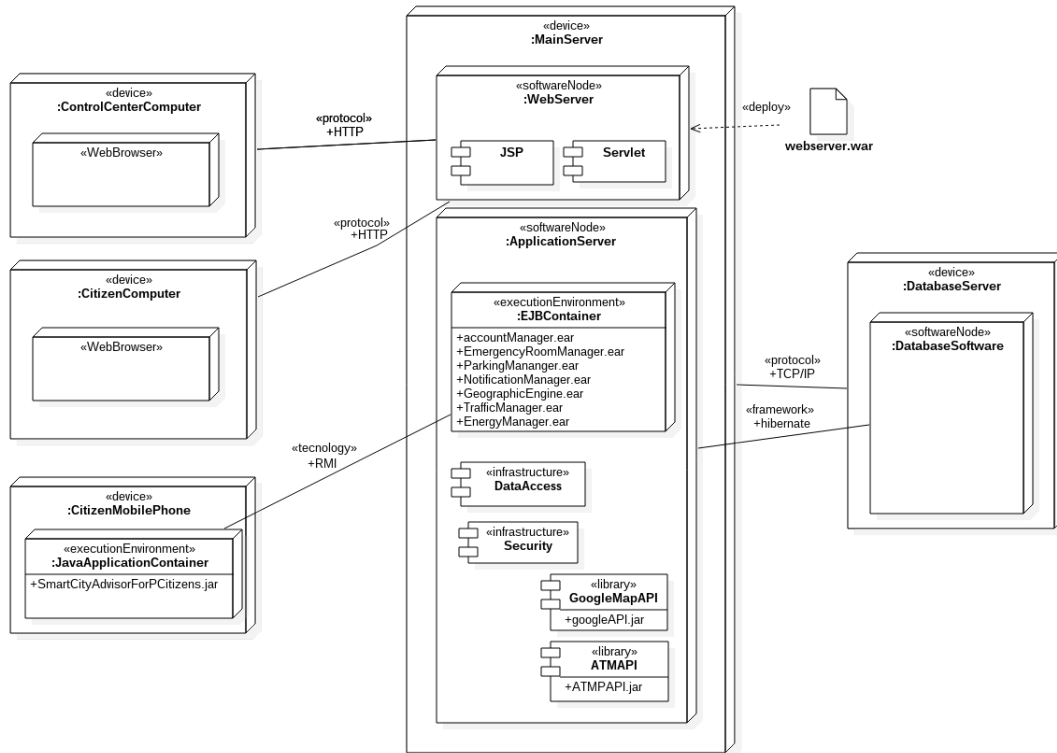 «device»
:MainServer
«softwareNode»
:WebServer
JSP
Servlet
«deploy»
webserver.war
«device»
:ControlCenterComputer
«WebBrowser»
«protocol»
+HTTP
«protocol»
+HTTP
«device»
:CitizenComputer
«WebBrowser»
«softwareNode»
:ApplicationServer
«executionEnvironment»
:EJBContainer
+accountManager.ear
+EmergencyRoomManager.ear
+ParkingMananger.ear
+NotificationManager.ear
+GeographicEngine.ear
+TrafficManager.ear
+EnergyManager.ear
«tecnology»
+RMI
«device»
:CitizenMobilePhone
«executionEnvironment»
:JavaApplicationContainer
+SmartCityAdvisorForPCitizens.jar
«infrastructure»
DataAccess
«infrastructure»
Security
«library»
GoogleMapAPI
+googleAPI.jar
«library»
ATMAPI
+ATMPAPI.jar
«protocol»
+TCP/IP
«framework»
+hibernate
«device»
:DatabaseServer
«softwareNode»
:DatabaseSoftware